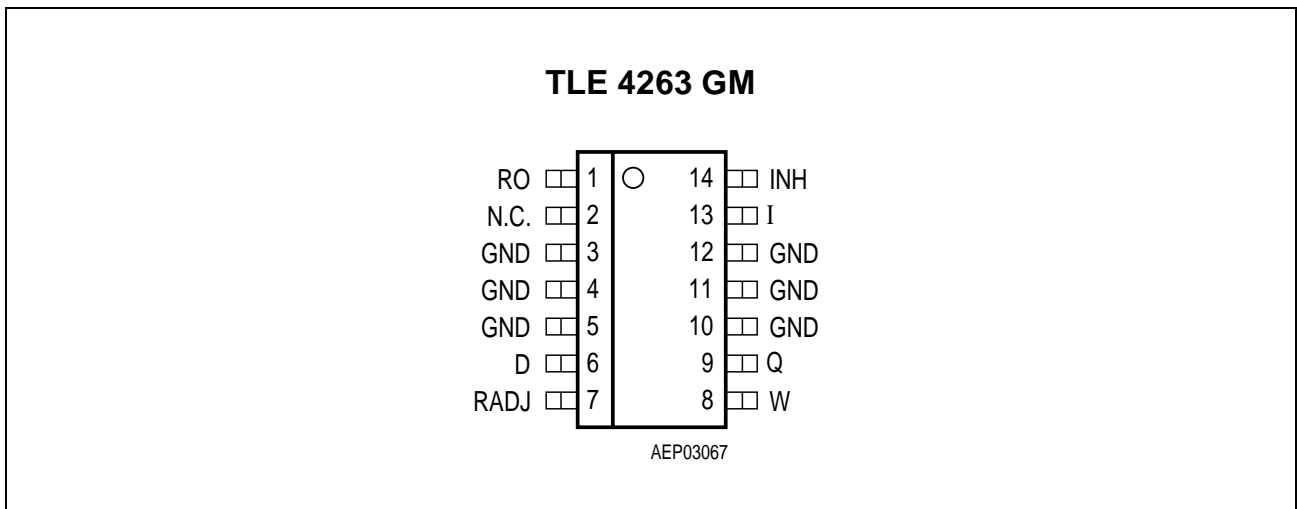 TLE 4263 GM
RO 1 14 INH
N.C. 2 13 I
GND 3 12 GND
GND 4 11 GND
GND 5 10 GND
D 6 9 Q
RADJ 7 8 W
AEP03067